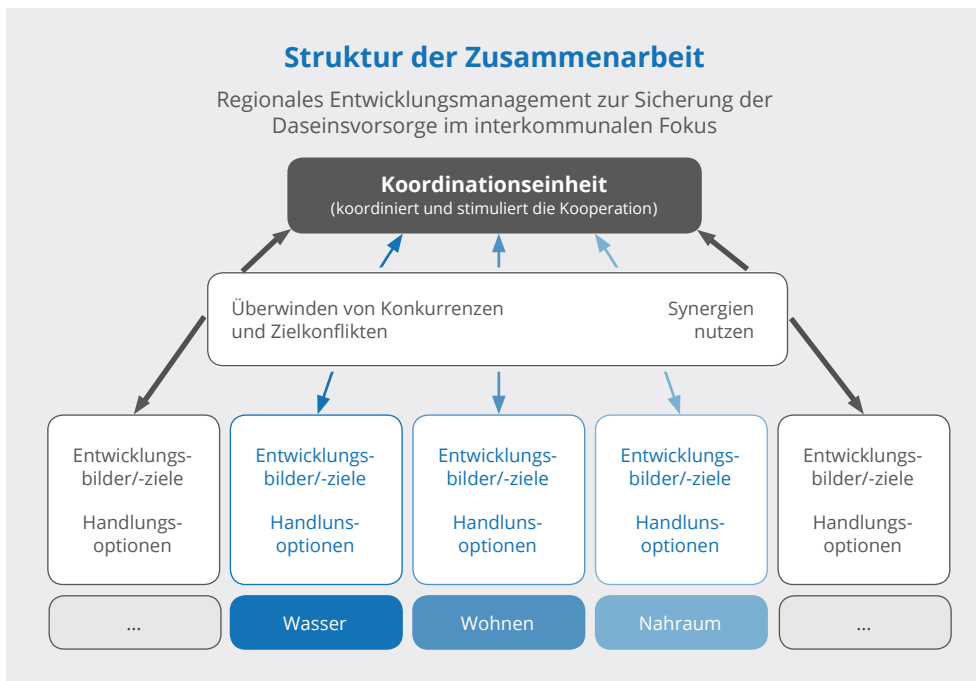 Struktur der Zusammenarbeit
Regionales Entwicklungsmanagement zur Sicherung der
Daseinsvorsorge im interkommunalen Fokus
Koordinationseinheit
(koordiniert und stimuliert die Kooperation)
Überwinden von Konkurrenzen
und Zielkonflikten
Synergien
nutzen
Entwicklungs-
bilder/-ziele
Handlungs-
optionen
...
Entwicklungs-
bilder/-ziele
Handluns-
optionen
Wasser
Entwicklungs-
bilder/-ziele
Handluns-
optionen
Wohnen
Entwicklungs-
bilder/-ziele
Handluns-
optionen
Nahraum
Entwicklungs-
bilder/-ziele
Handlungs-
optionen
...